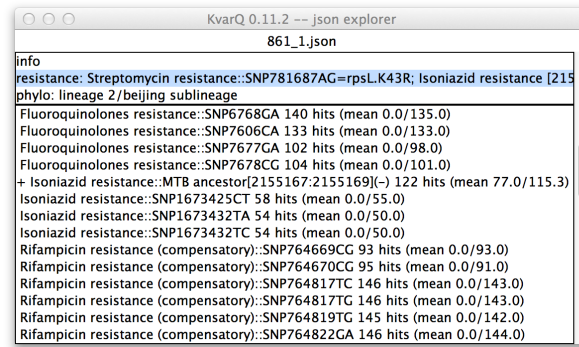 KvarQ 0.11.2 -- json explorer
861_1.json
info
resistance: Streptomycin resistance::SNP781687AG=rpsL.K43R; Isoniazid resistance [215
phylo: lineage 2/beijing sublineage
Fluoroquinolones resistance::SNP6768GA 140 hits (mean 0.0/135.0)
Fluoroquinolones resistance::SNP7606CA 133 hits (mean 0.0/133.0)
Fluoroquinolones resistance::SNP7677GA 102 hits (mean 0.0/98.0)
Fluoroquinolones resistance::SNP7678CG 104 hits (mean 0.0/101.0)
+ Isoniazid resistance::MTB ancestor[2155167:2155169](-) 122 hits (mean 77.0/115.3)
Isoniazid resistance::SNP1673425CT 58 hits (mean 0.0/55.0)
Isoniazid resistance::SNP1673432TA 54 hits (mean 0.0/50.0)
Isoniazid resistance::SNP1673432TC 54 hits (mean 0.0/50.0)
Rifampicin resistance (compensatory)::SNP764669CG 93 hits (mean 0.0/93.0)
Rifampicin resistance (compensatory)::SNP764670CG 95 hits (mean 0.0/91.0)
Rifampicin resistance (compensatory)::SNP764817TC 146 hits (mean 0.0/143.0)
Rifampicin resistance (compensatory)::SNP764817TG 146 hits (mean 0.0/143.0)
Rifampicin resistance (compensatory)::SNP764819TG 145 hits (mean 0.0/142.0)
Rifampicin resistance (compensatory)::SNP764822GA 146 hits (mean 0.0/144.0)